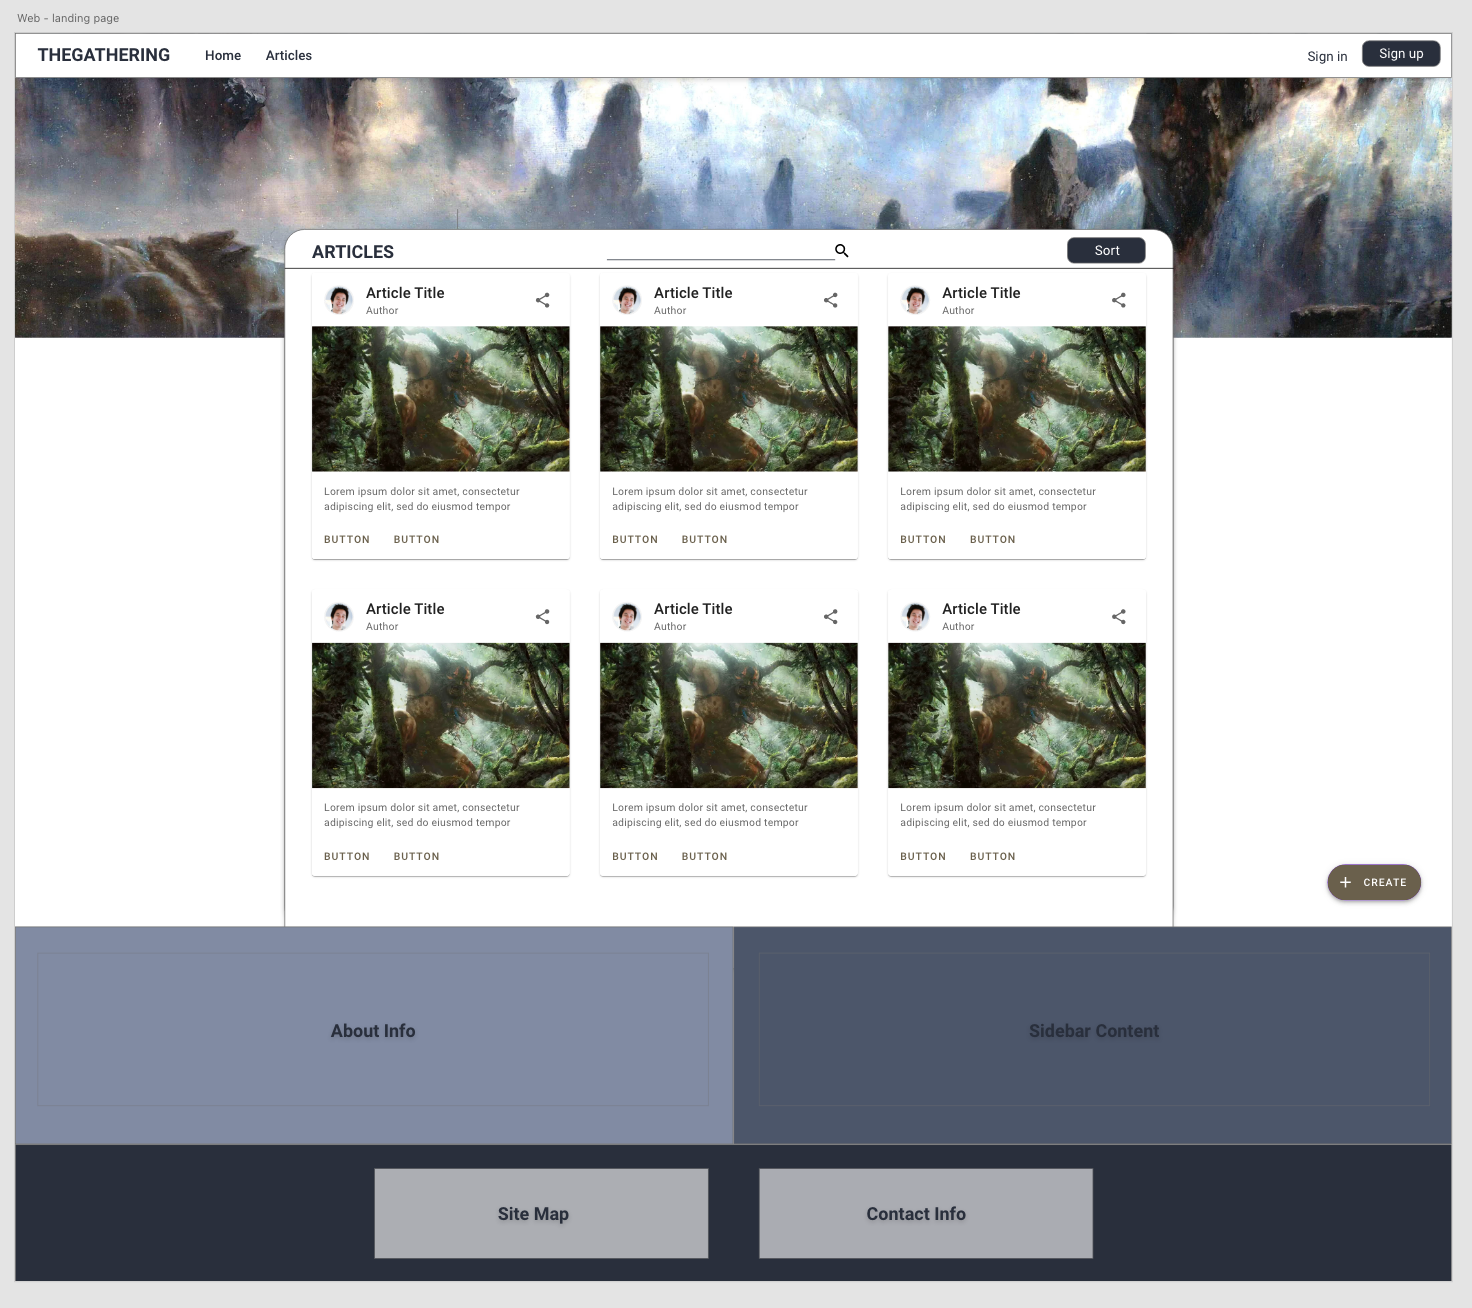 Web - landing page
THEGATHERING Home Articles Sign in Sign up
ARTICLES Sort
Article Title Article Title Article Title
Author Author Author
Lorem ipsum dolor sit amet, consectetur Lorem ipsum dolor sit amet, consectetur Lorem ipsum dolor sit amet, consectetur
adipiscing elit, sed do eiusmod tempor adipiscing elit, sed do eiusmod tempor adipiscing elit, sed do eiusmod tempor
BUTTON BUTTON BUTTON BUTTON BUTTON BUTTON
Article Title Article Title Article Title
Author Author Author
Lorem ipsum dolor sit amet, consectetur Lorem ipsum dolor sit amet, consectetur Lorem ipsum dolor sit amet, consectetur
adipiscing elit, sed do eiusmod tempor adipiscing elit, sed do eiusmod tempor adipiscing elit, sed do eiusmod tempor
BUTTON BUTTON BUTTON BUTTON BUTTON BUTTON
+ CREATE
About Info Sidebar Content
Site Map Contact Info